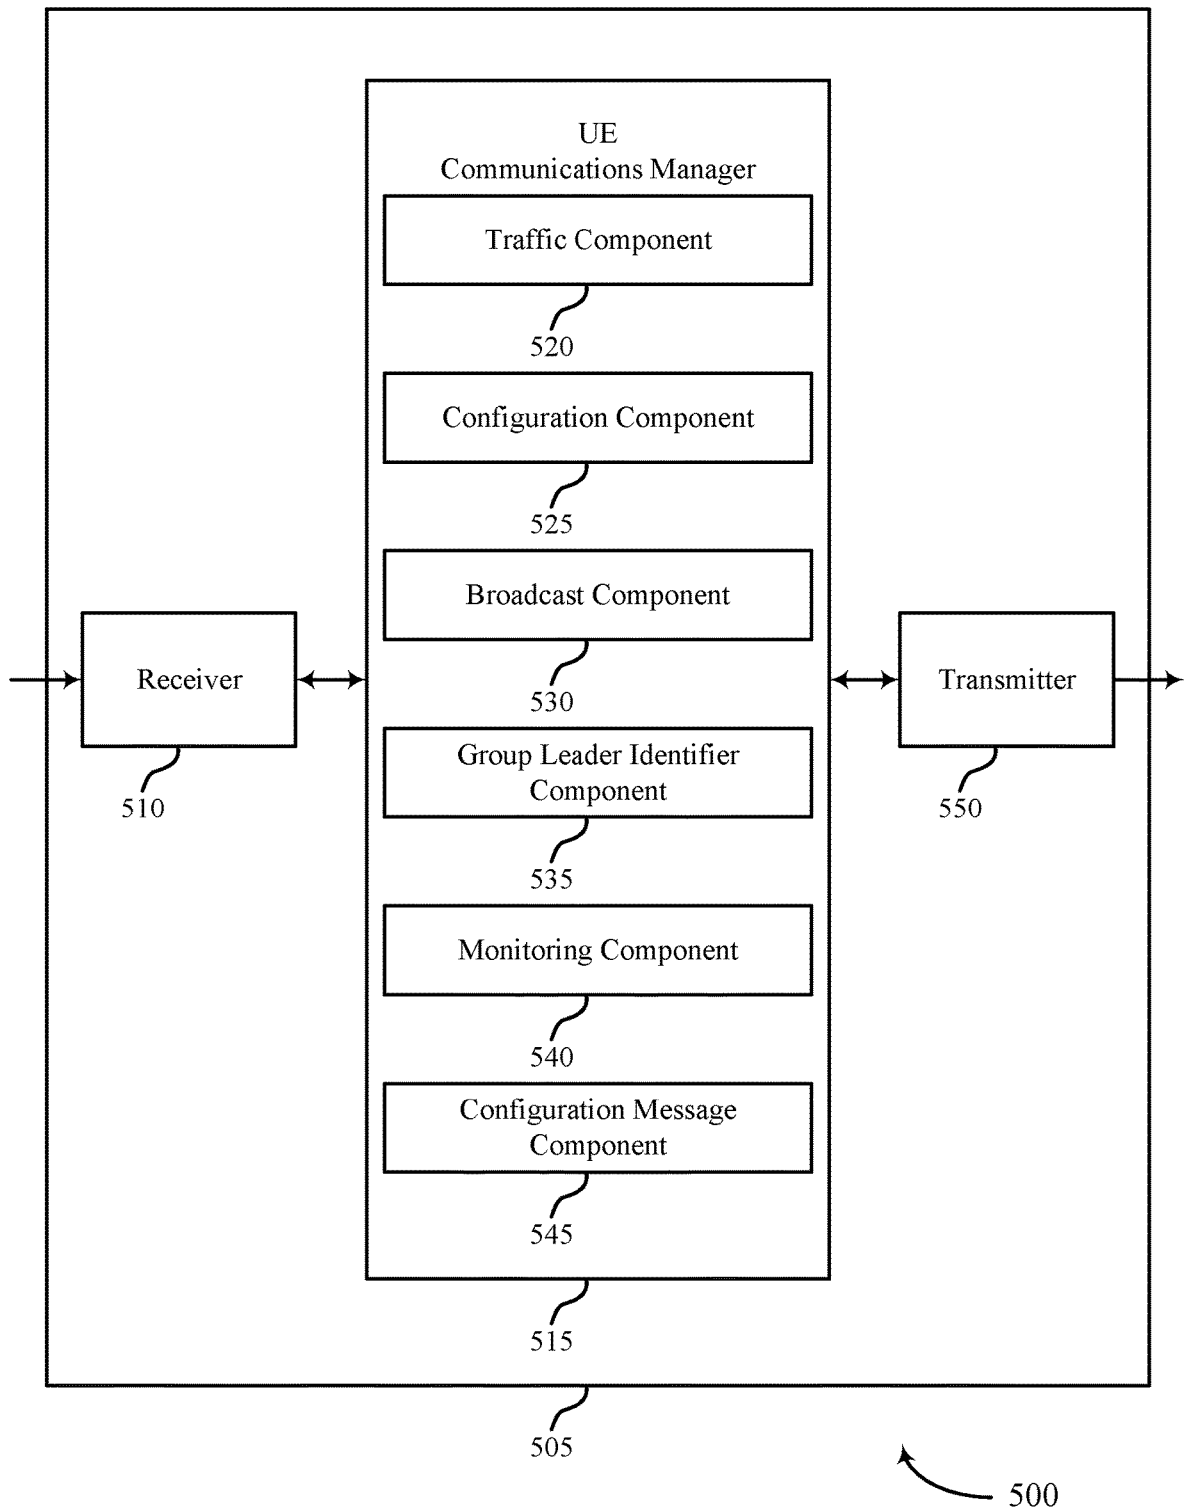 UE
Communications Manager
Traffic Component
520
Configuration Component
525
Broadcast Component
530
Receiver
510
Transmitter
550
Group Leader Identifier
Component
535
Monitoring Component
540
Configuration Message
Component
545
515
505
500